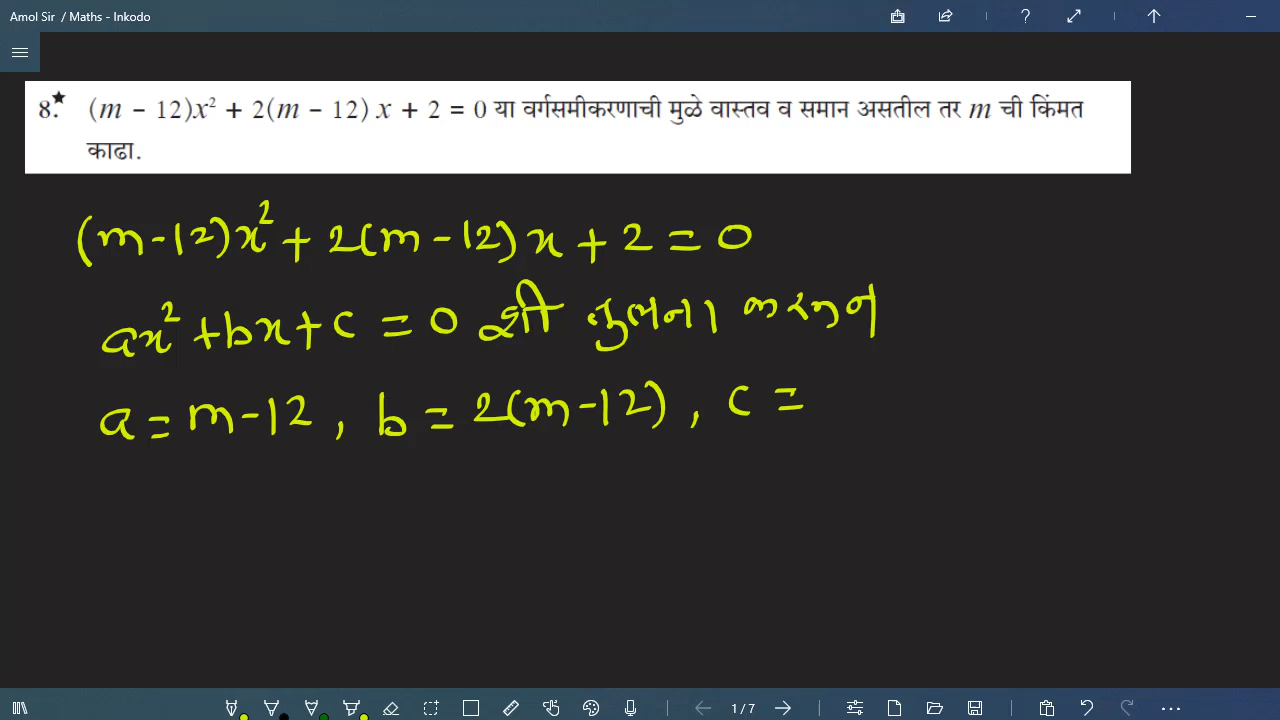 Amol Sir / Maths - Inkodo
8.★ (m − 12)x² + 2(m − 12) x + 2 = 0 या वर्गसमीकरणाची मुळे वास्तव व समान असतील तर m ची किंमत
काढा.
(m-12)x² + 2(m-12)x + 2 = 0
ax² + bx + c = 0 शी तुलना करून
a = m-12, b = 2(m-12), c =
1 / 7